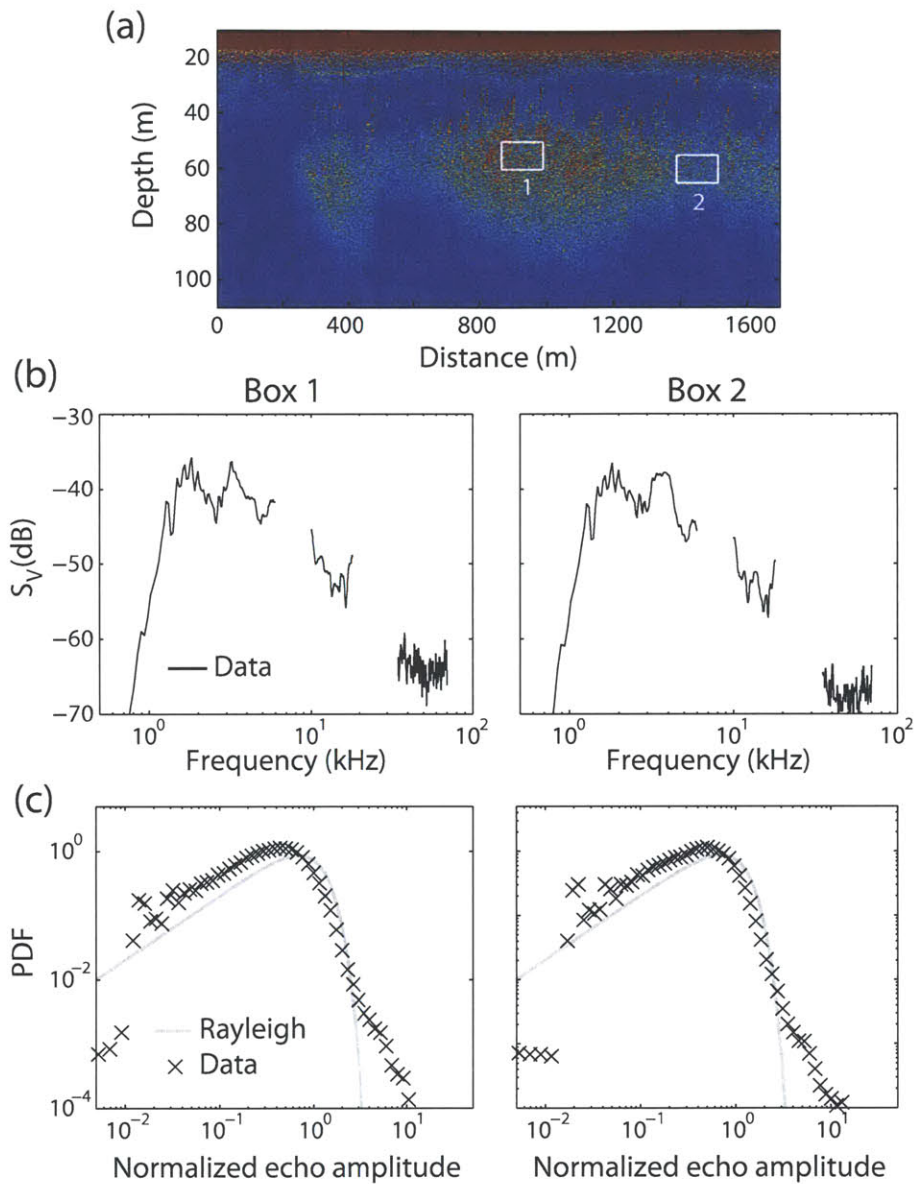 (a)
20
40
60
80
100
Depth (m)
1
2
0 400 800 1200 1600
Distance (m)
(b)
Box 1 Box 2
−30
−40
−50
−60
−70
S_V(dB)
Data
10^0 10^1 10^2
Frequency (kHz)
10^0 10^1 10^2
Frequency (kHz)
(c)
10^0
10^-2
10^-4
PDF
Rayleigh
Data
10^-2 10^-1 10^0 10^1
Normalized echo amplitude
10^-2 10^-1 10^0 10^1
Normalized echo amplitude